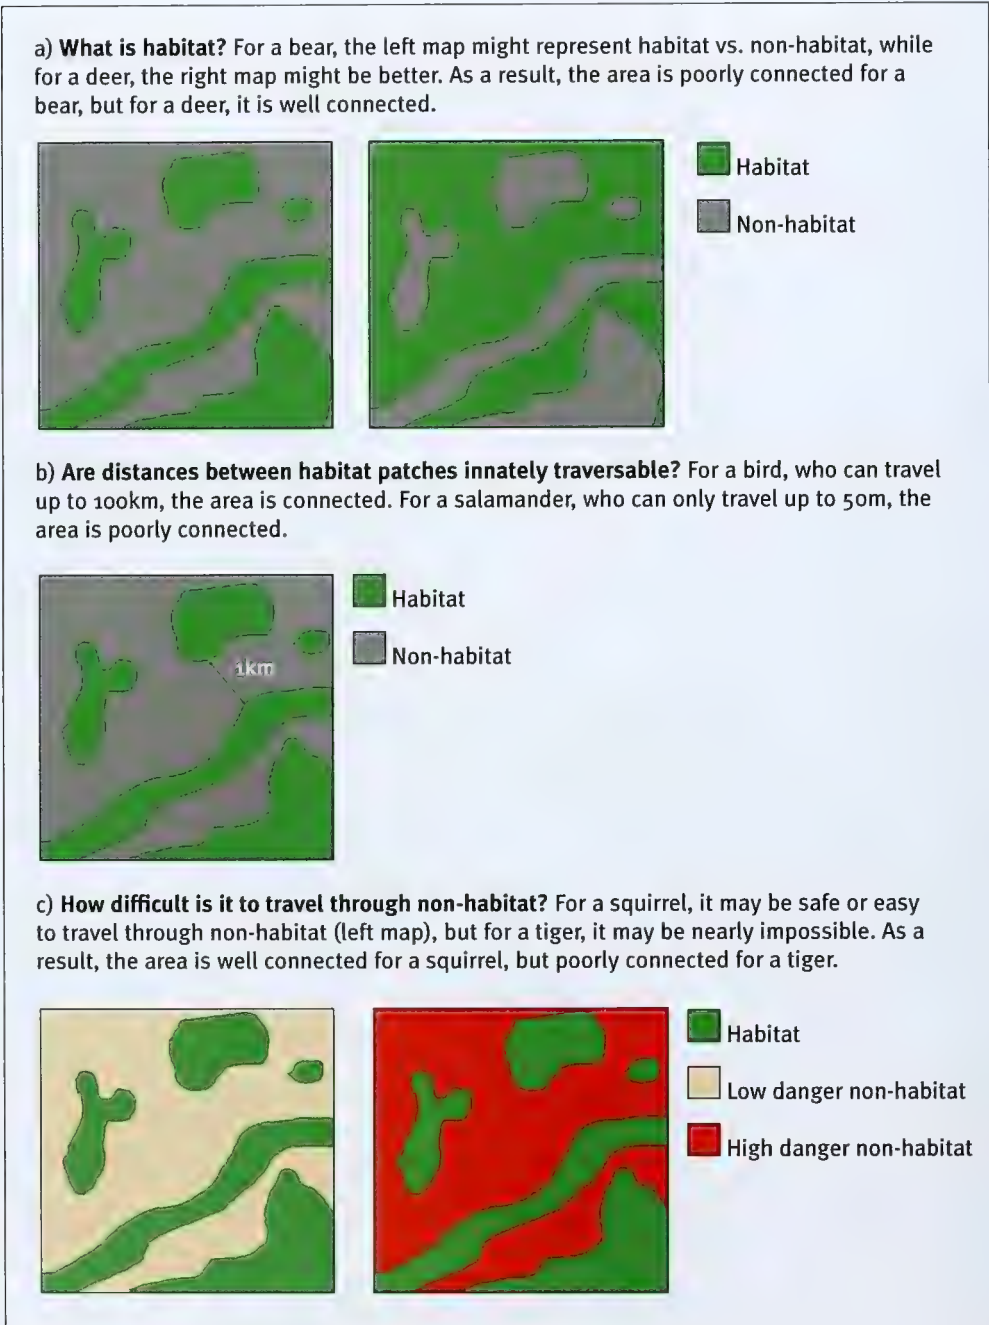 a) What is habitat? For a bear, the left map might represent habitat vs. non-habitat, while
for a deer, the right map might be better. As a result, the area is poorly connected for a
bear, but for a deer, it is well connected.
Habitat
Non-habitat
b) Are distances between habitat patches innately traversable? For a bird, who can travel
up to 100km, the area is connected. For a salamander, who can only travel up to 50m, the
area is poorly connected.
1km
Habitat
Non-habitat
c) How difficult is it to travel through non-habitat? For a squirrel, it may be safe or easy
to travel through non-habitat (left map), but for a tiger, it may be nearly impossible. As a
result, the area is well connected for a squirrel, but poorly connected for a tiger.
Habitat
Low danger non-habitat
High danger non-habitat